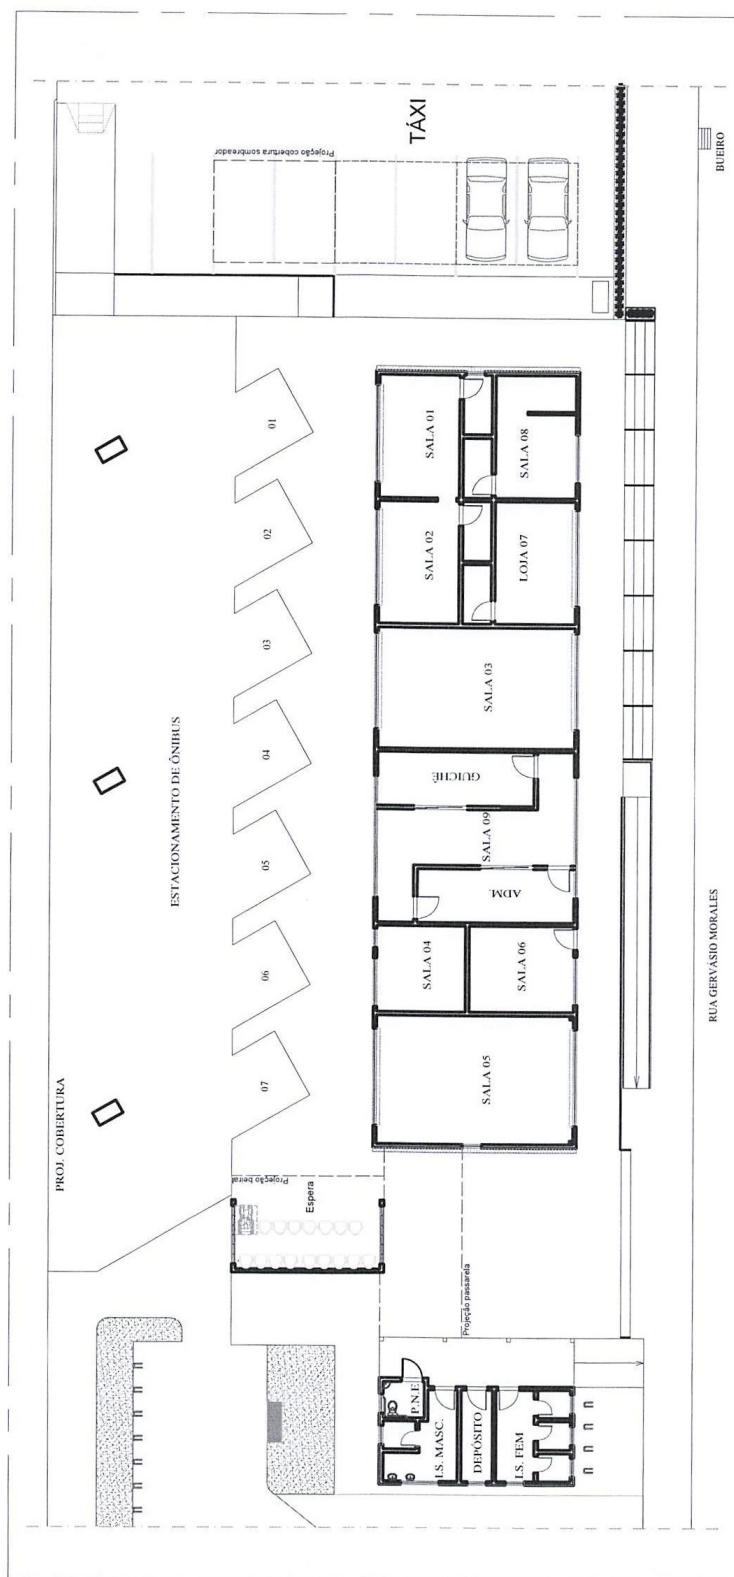 PROJ. COBERTURA
ESTACIONAMENTO DE ÔNIBUS
Projeção cobertura sombreador
TÁXI
07
06
05
04
03
02
01
Projeção beiral
Espera
Projeção passarela
P.N.E
I.S. MASC.
DEPÓSITO
I.S. FEM
SALA 05
SALA 04
SALA 06
ADM.
SALA 09
GUICHÊ
SALA 03
SALA 02
LOJA 07
SALA 01
SALA 08
RUA GERVÁSIO MORALES
BUEIRO